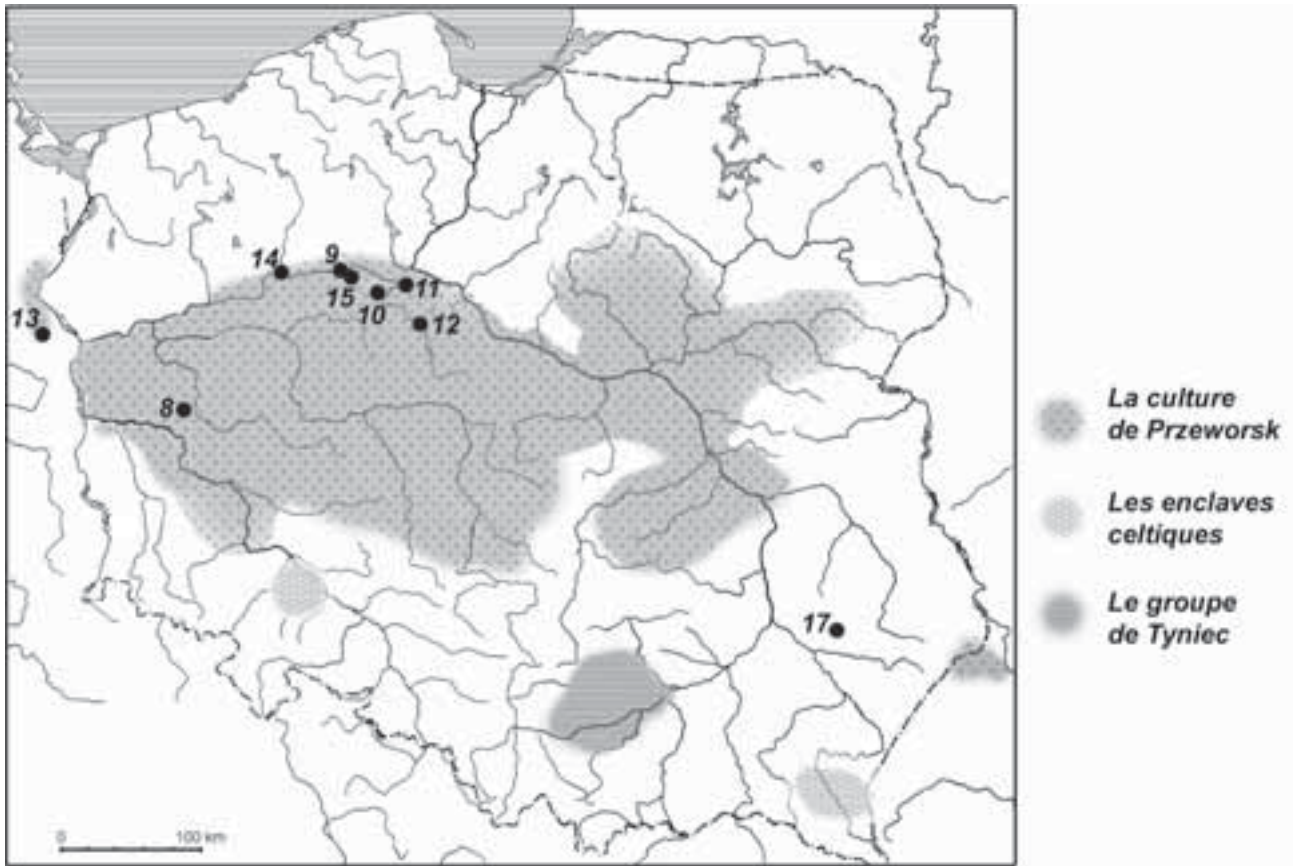 14
9
15
10
11
12
13
8
17
La culture
de Przeworsk
Les enclaves
celtiques
Le groupe
de Tyniec
0 100 km